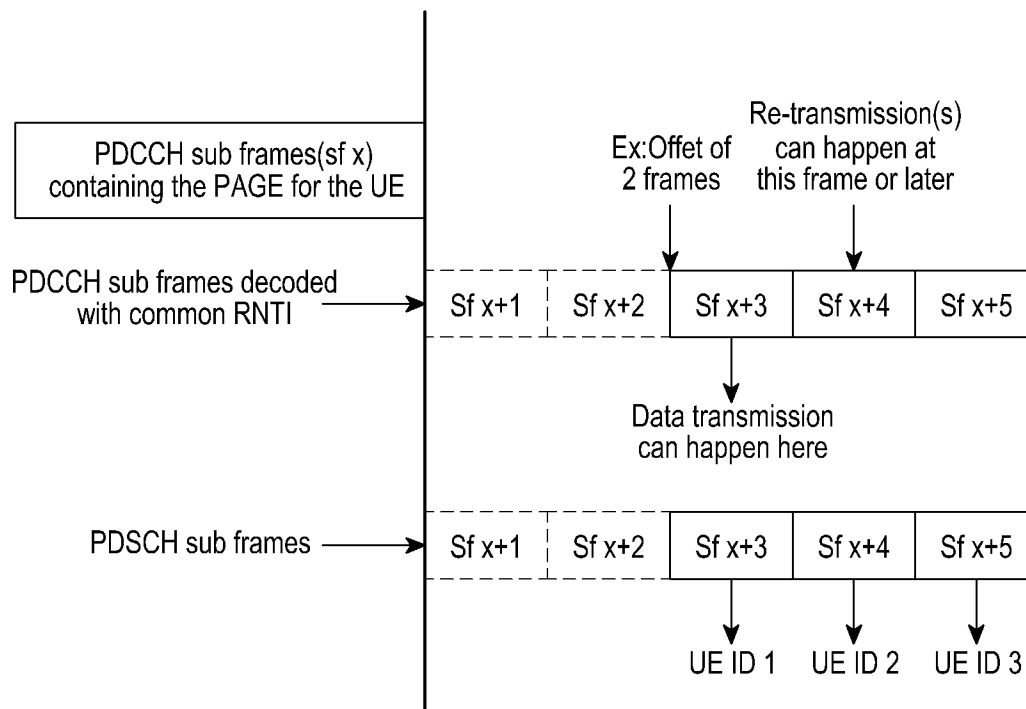 PDCCH sub frames(sf x)
containing the PAGE for the UE
Ex:Offet of
2 frames
Re-transmission(s)
can happen at
this frame or later
PDCCH sub frames decoded
with common RNTI
Sf x+1 Sf x+2 Sf x+3 Sf x+4 Sf x+5
Data transmission
can happen here
PDSCH sub frames
Sf x+1 Sf x+2 Sf x+3 Sf x+4 Sf x+5
UE ID 1 UE ID 2 UE ID 3